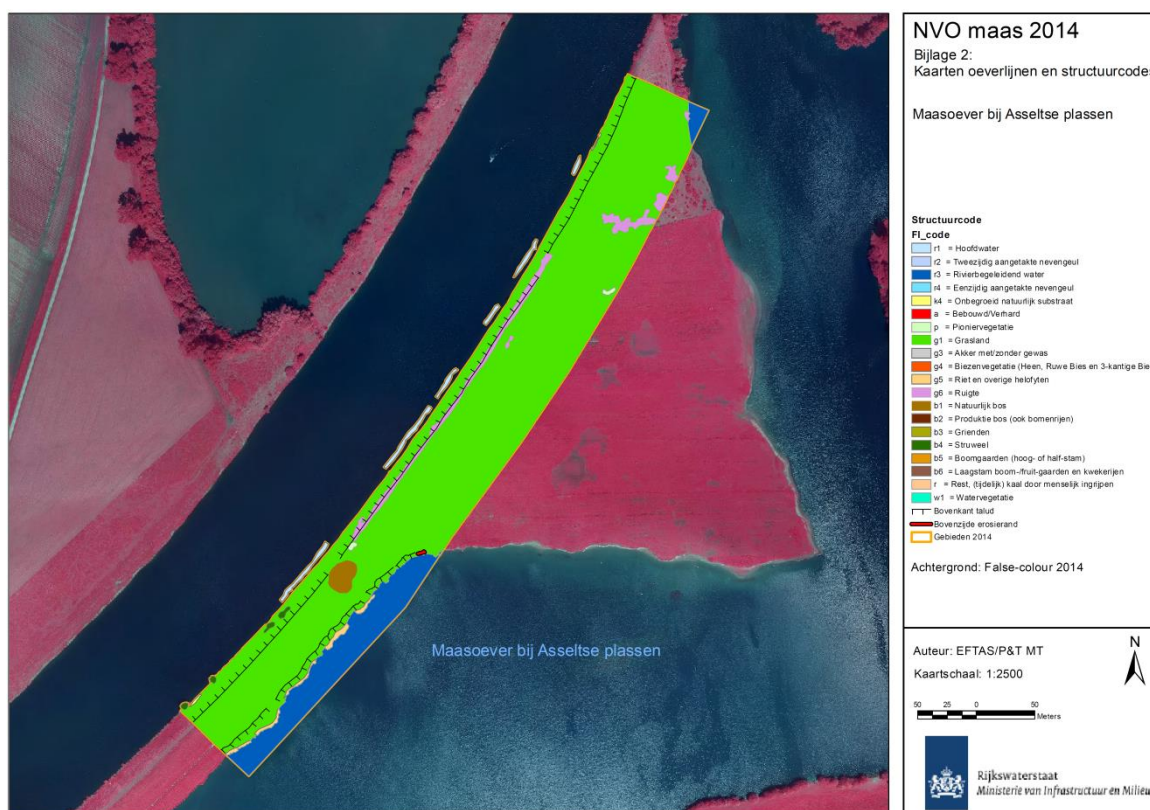 NVO maas 2014
Bijlage 2:
Kaarten oeverlijnen en structuurcodes
Maasoever bij Asseltse plassen
Structuurcode
FI_code
r1 = Hoofdwater
r2 = Tweezijdig aangetakte nevengeul
r3 = Rivierbegeleidend water
r4 = Eenzijdig aangetakte nevengeul
k4 = Onbegroeid natuurlijk substraat
a = Bebouwd/Verhard
p = Pioniervegetatie
g1 = Grasland
g3 = Akker met/zonder gewas
g4 = Biezenvegetatie (Heen, Ruwe Bies en 3-kantige Bie
g5 = Riet en overige helofyten
g6 = Ruigte
b1 = Natuurlijk bos
b2 = Produktie bos (ook bomenrijen)
b3 = Grienden
b4 = Struweel
b5 = Boomgaarden (hoog- of half-stam)
b6 = Laagstam boom-/fruit-gaarden en kwekerijen
r = Rest, (tijdelijk) kaal door menselijk ingrijpen
w1 = Watervegetatie
Bovenkant talud
Bovenzijde erosierand
Gebieden 2014
Achtergrond: False-colour 2014
Maasoever bij Asseltse plassen
Auteur: EFTAS/P&T MT
Kaartschaal: 1:2500
N
50 25 0 50
Meters
Rijkswaterstaat
Ministerie van Infrastructuur en Milieu